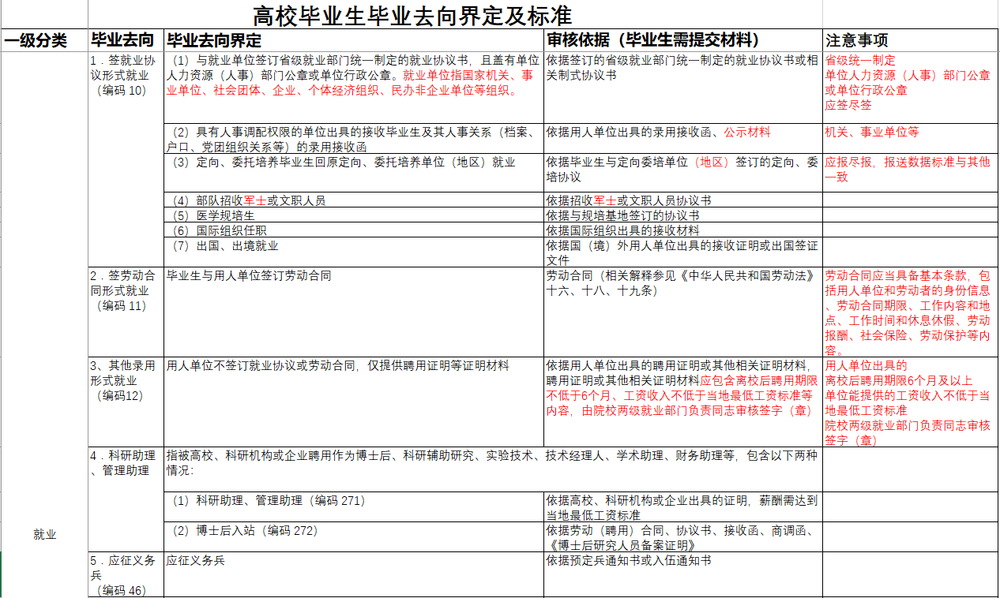 高校毕业生毕业去向界定及标准
一级分类
毕业去向
毕业去向界定
审核依据（毕业生需提交材料）
注意事项
就业
1．签就业协
议形式就业
（编码 10）
（1）与就业单位签订省级就业部门统一制定的就业协议书，且盖有单位
人力资源（人事）部门公章或单位行政公章。就业单位指国家机关、事
业单位、社会团体、企业、个体经济组织、民办非企业单位等组织。
依据签订的省级就业部门统一制定的就业协议书或相
关制式协议书
省级统一制定
单位人力资源（人事）部门公章
或单位行政公章
应签尽签
（2）具有人事调配权限的单位出具的接收毕业生及其人事关系（档案、
户口、党团组织关系等）的录用接收函
依据用人单位出具的录用接收函、公示材料
机关、事业单位等
（3）定向、委托培养毕业生回原定向、委托培养单位（地区）就业
依据毕业生与定向委培单位（地区）签订的定向、委
培协议
应报尽报，报送数据标准与其他
一致
（4）部队招收军士或文职人员
依据招收军士或文职人员协议书
（5）医学规培生
依据与规培基地签订的协议书
（6）国际组织任职
依据国际组织出具的接收材料
（7）出国、出境就业
依据国（境）外用人单位出具的接收证明或出国签证
文件
2．签劳动合
同形式就业
（编码 11）
毕业生与用人单位签订劳动合同
劳动合同（相关解释参见《中华人民共和国劳动法》
十六、十八、十九条）
劳动合同应当具备基本条款，包
括用人单位和劳动者的身份信息
、劳动合同期限、工作内容和地
点、工作时间和休息休假、劳动
报酬、社会保险、劳动保护等内
容。
3、其他录用
形式就业
（编码12）
用人单位不签订就业协议或劳动合同，仅提供聘用证明等证明材料
依据用人单位出具的聘用证明或其他相关证明材料，
聘用证明或其他相关证明材料应包含离校后聘用期限
不低于6个月、工资收入不低于当地最低工资标准等
内容，由院校两级就业部门负责同志审核签字（章）
用人单位出具的
离校后聘用期限6个月及以上
单位能提供的工资收入不低于当
地最低工资标准
院校两级就业部门负责同志审核
签字（章）
4．科研助理
、管理助理
指被高校、科研机构或企业聘用作为博士后、科研辅助研究、实验技术、技术经理人、学术助理、财务助理等，包含以下两种
情况：
（1）科研助理、管理助理（编码 271）
依据高校、科研机构或企业出具的证明，薪酬需达到
当地最低工资标准
（2）博士后入站（编码 272）
依据劳动（聘用）合同、协议书、接收函、商调函、
《博士后研究人员备案证明》
5．应征义务
兵
（编码 46）
应征义务兵
依据预定兵通知书或入伍通知书